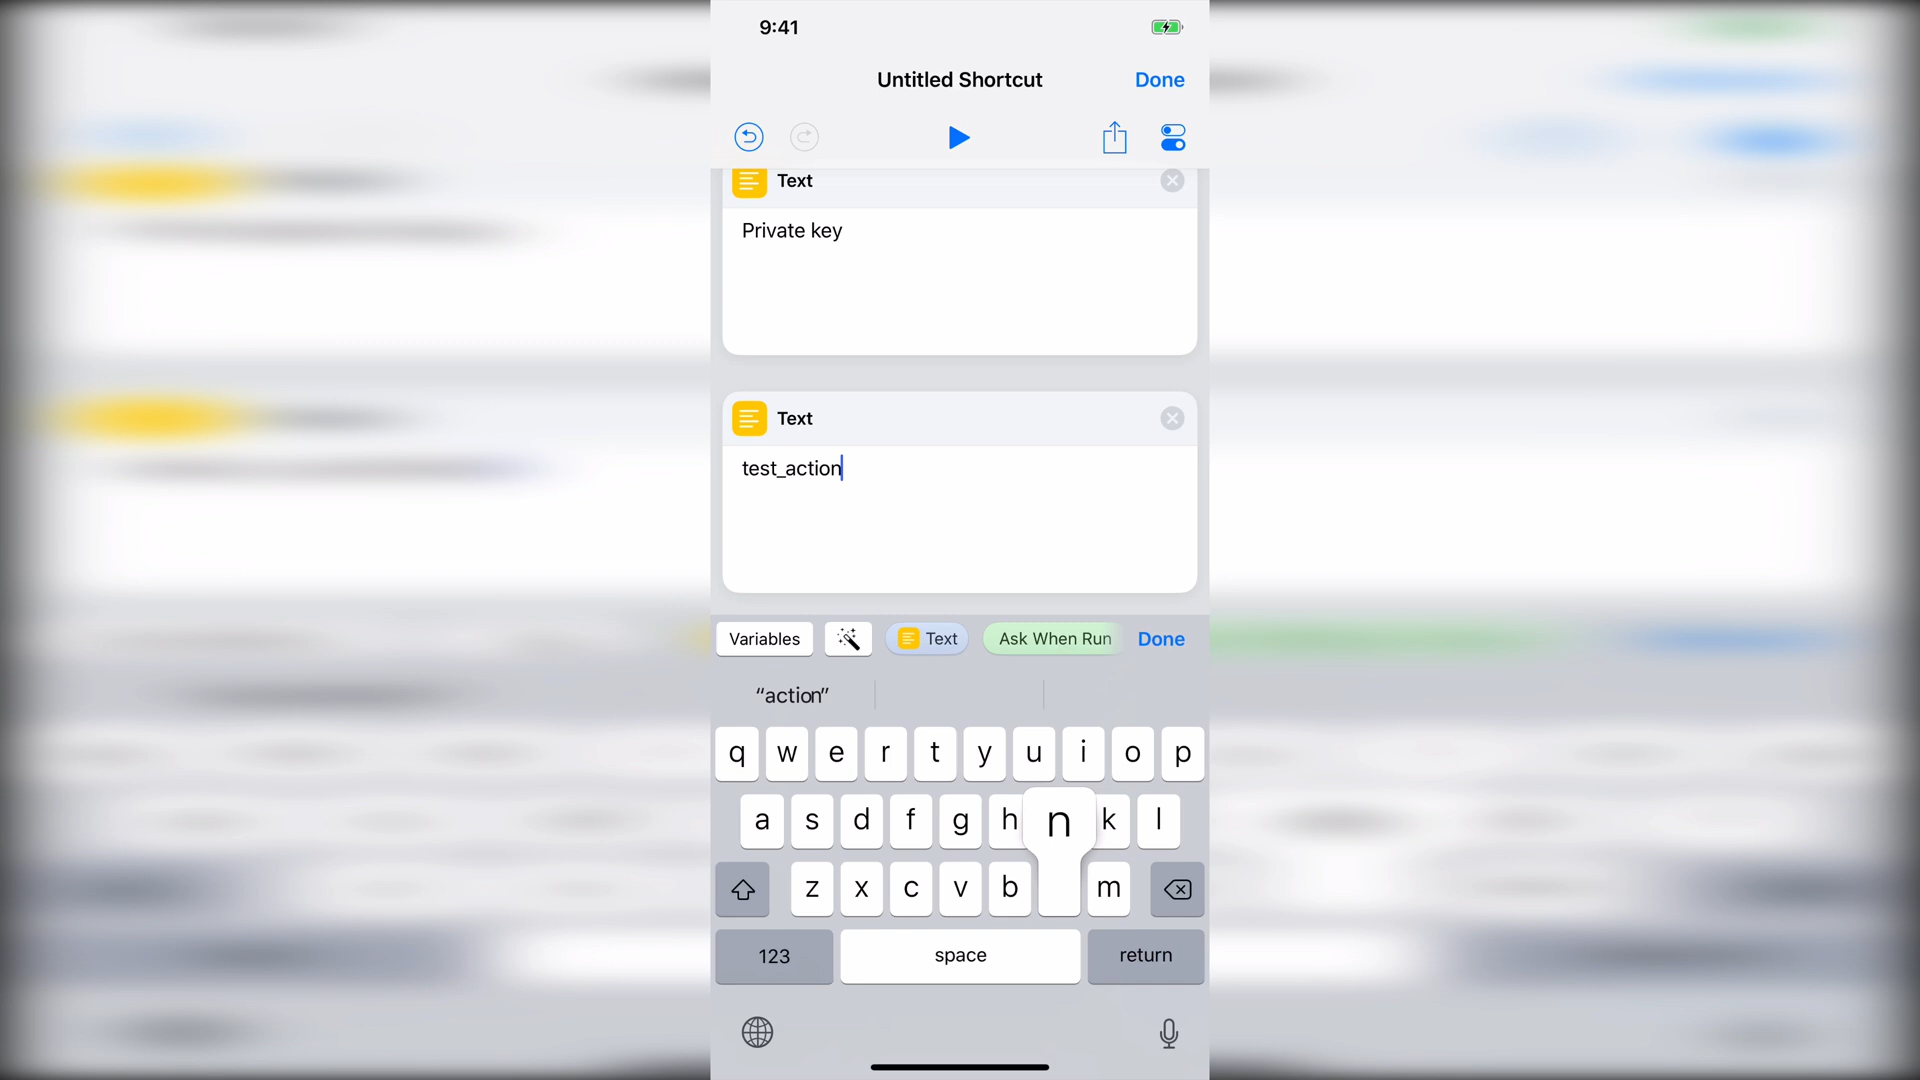 9:41
Untitled Shortcut Done
Text
Private key
Text
test_action
Variables Text Ask When Run Done
“action”
q w e r t y u i o p
a s d f g h n k l
z x c v b m
123 space return